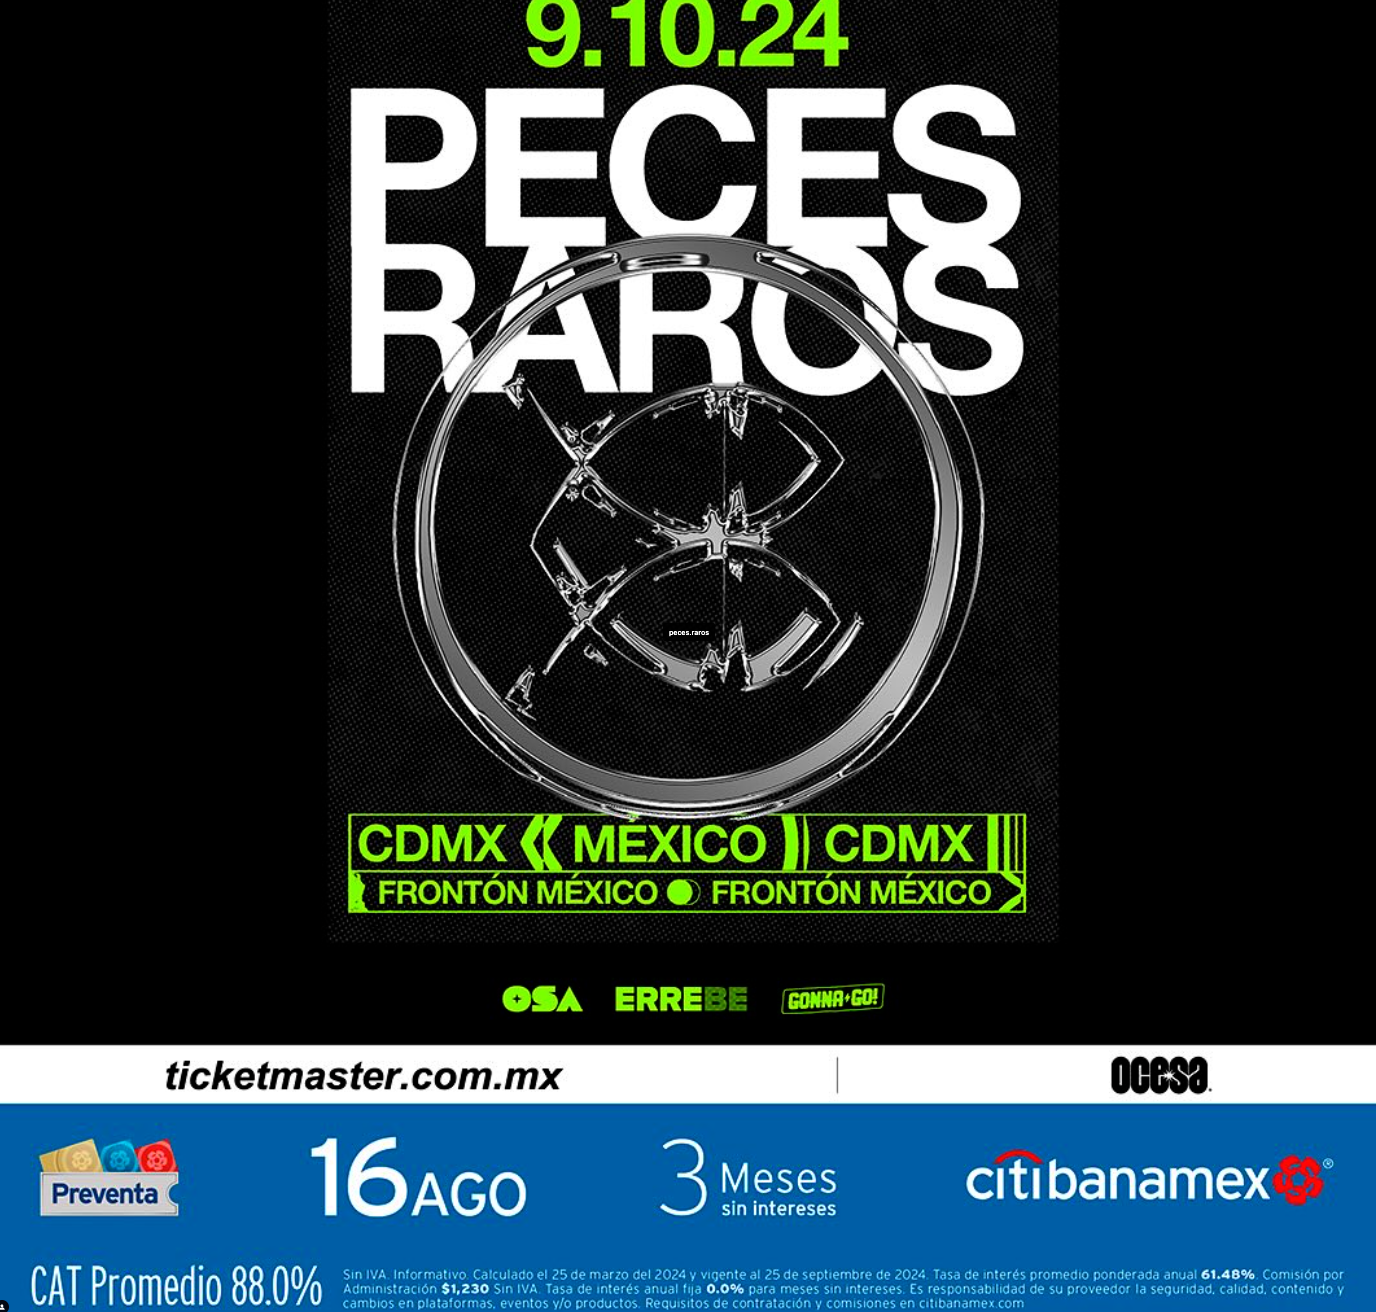 9.10.24
PECES
RAROS
peces.raros
CDMX MÉXICO CDMX
FRONTÓN MÉXICO FRONTÓN MÉXICO
OSA ERREBE GONNA GO!
ticketmaster.com.mx ocesa
Preventa 16 AGO 3 Meses sin intereses citibanamex®
CAT Promedio 88.0%
Sin IVA. Informativo. Calculado el 25 de marzo del 2024 y vigente al 25 de septiembre de 2024. Tasa de interés promedio ponderada anual 61.48%. Comisión por
Administración $1,230 Sin IVA. Tasa de interés anual fija 0.0% para meses sin intereses. Es responsabilidad de su proveedor la seguridad, calidad, contenido y
cambios en plataformas, eventos y/o productos. Requisitos de contratación y comisiones en citibanamex.com
1